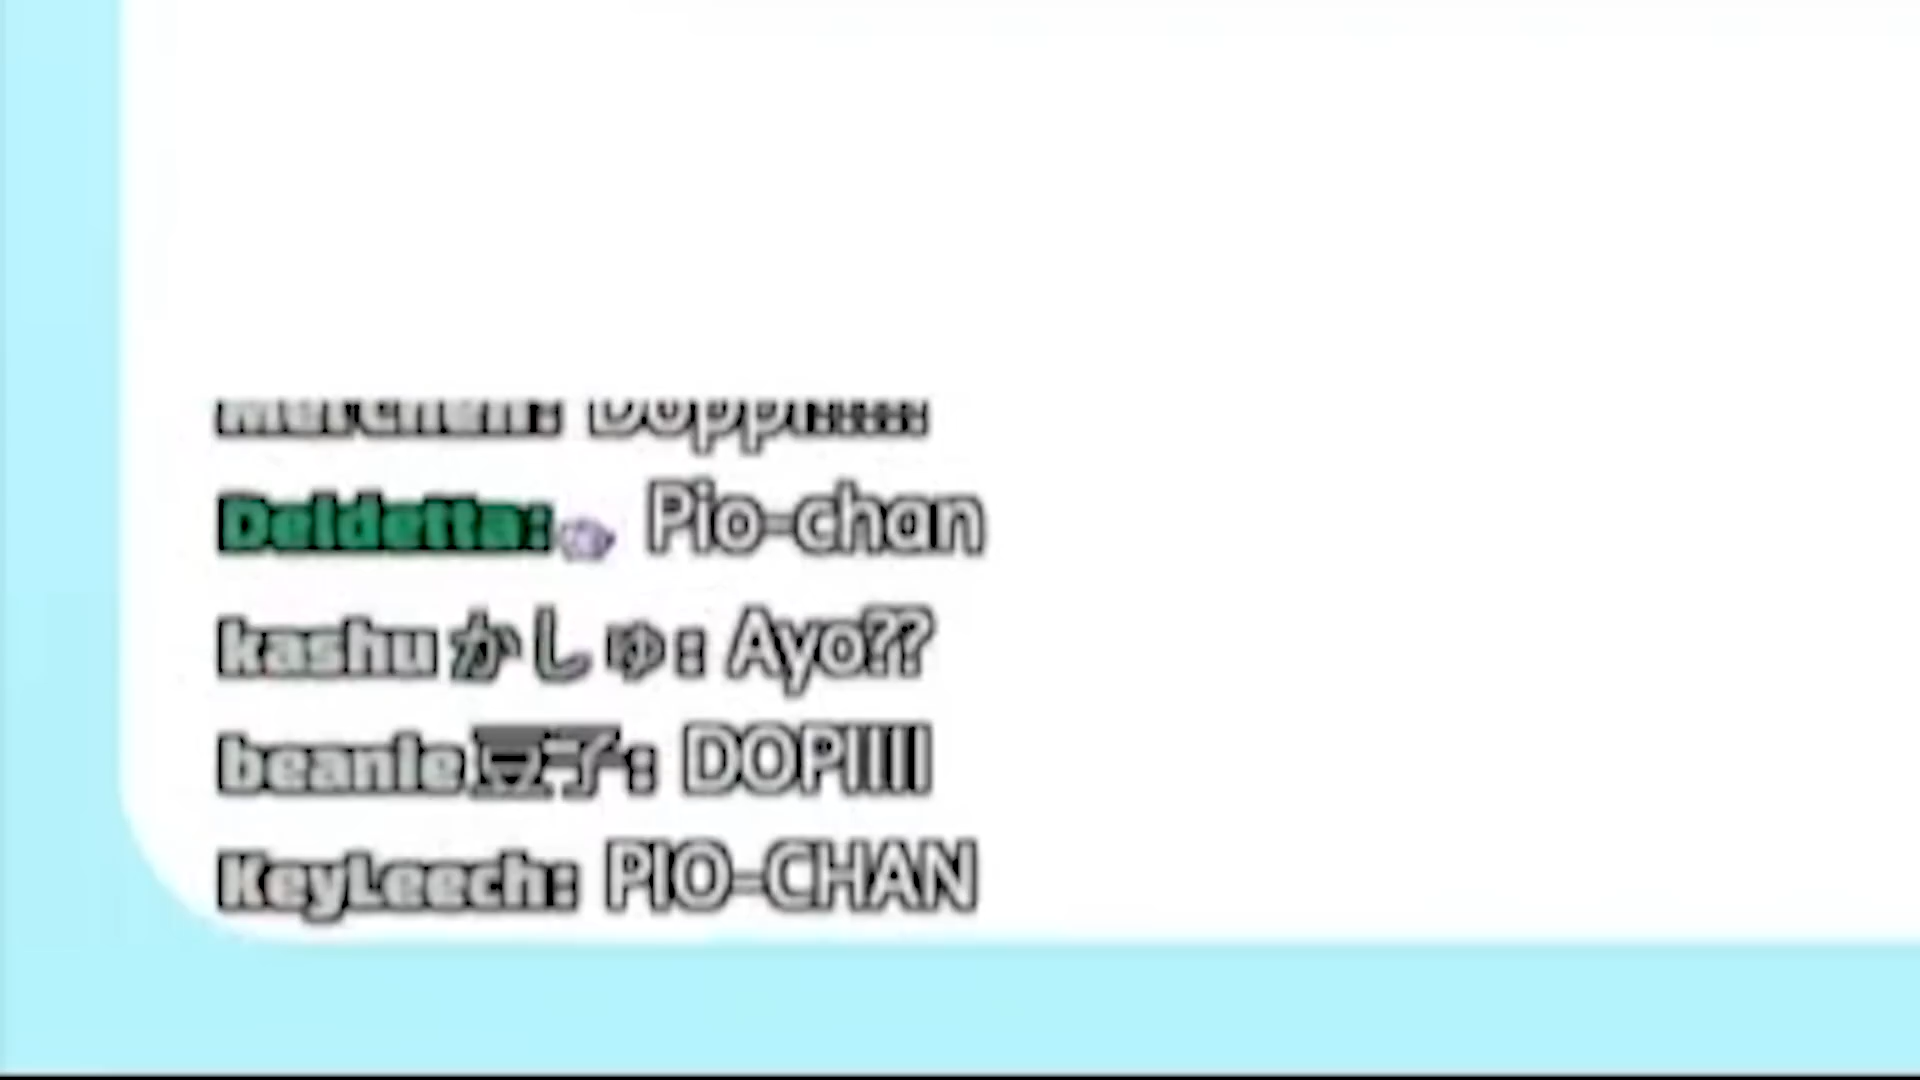 Deldetta: Pio-chan
kashu かしゅ: Ayo??
beanie豆子: DOPIIII
KeyLeech: PIO-CHAN